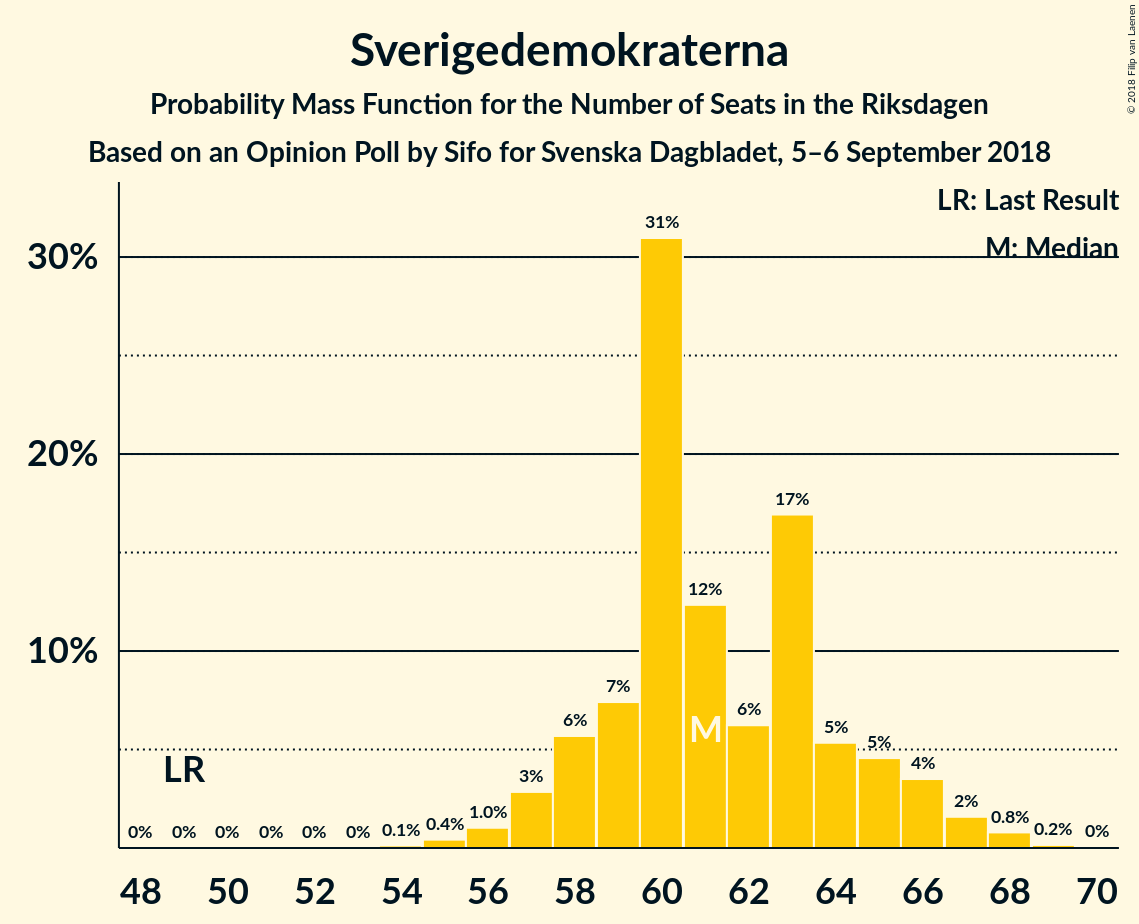 Sverigedemokraterna
Probability Mass Function for the Number of Seats in the Riksdagen
Based on an Opinion Poll by Sifo for Svenska Dagbladet, 5–6 September 2018
© 2018 Filip van Laenen
LR: Last Result
M: Median
30%
20%
10%
0% 0% 0% 0% 0% 0% 0.1% 0.4% 1.0% 3% 6% 7% 31% 12% 6% 17% 5% 5% 4% 2% 0.8% 0.2% 0%
LR
M
48 50 52 54 56 58 60 62 64 66 68 70